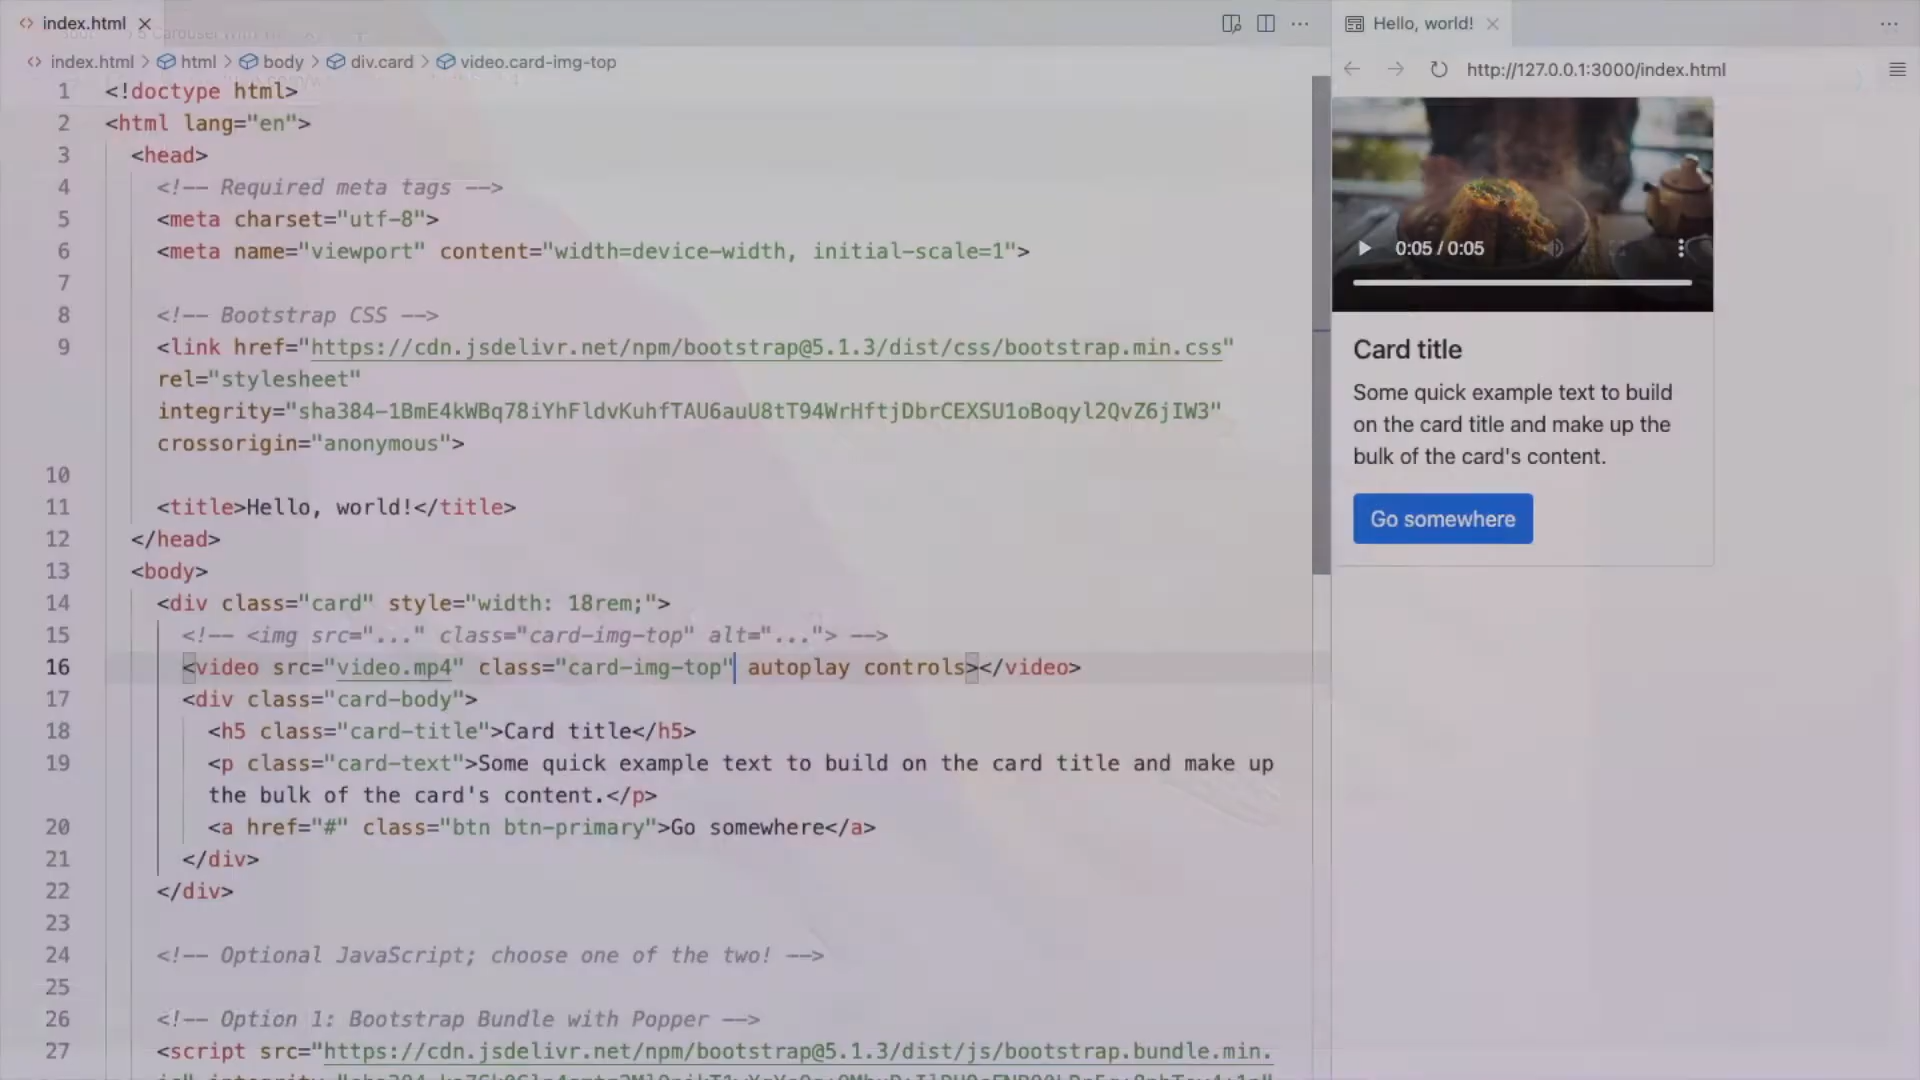 index.html
index.html > html > body > div.card > video.card-img-top
1 <!doctype html>
2 <html lang="en">
3 <head>
4 <!-- Required meta tags -->
5 <meta charset="utf-8">
6 <meta name="viewport" content="width=device-width, initial-scale=1">
7
8 <!-- Bootstrap CSS -->
9 <link href="https://cdn.jsdelivr.net/npm/bootstrap@5.1.3/dist/css/bootstrap.min.css"
rel="stylesheet"
integrity="sha384-1BmE4kWBq78iYhFldvKuhfTAU6auU8tT94WrHftjDbrCEXSU1oBoqyl2QvZ6jIW3"
crossorigin="anonymous">
10
11 <title>Hello, world!</title>
12 </head>
13 <body>
14 <div class="card" style="width: 18rem;">
15 <!-- <img src="..." class="card-img-top" alt="..."> -->
16 <video src="video.mp4" class="card-img-top" autoplay controls></video>
17 <div class="card-body">
18 <h5 class="card-title">Card title</h5>
19 <p class="card-text">Some quick example text to build on the card title and make up
the bulk of the card's content.</p>
20 <a href="#" class="btn btn-primary">Go somewhere</a>
21 </div>
22 </div>
23
24 <!-- Optional JavaScript; choose one of the two! -->
25
26 <!-- Option 1: Bootstrap Bundle with Popper -->
27 <script src="https://cdn.jsdelivr.net/npm/bootstrap@5.1.3/dist/js/bootstrap.bundle.min.
Hello, world!
http://127.0.0.1:3000/index.html
0:05 / 0:05
Card title
Some quick example text to build
on the card title and make up the
bulk of the card's content.
Go somewhere